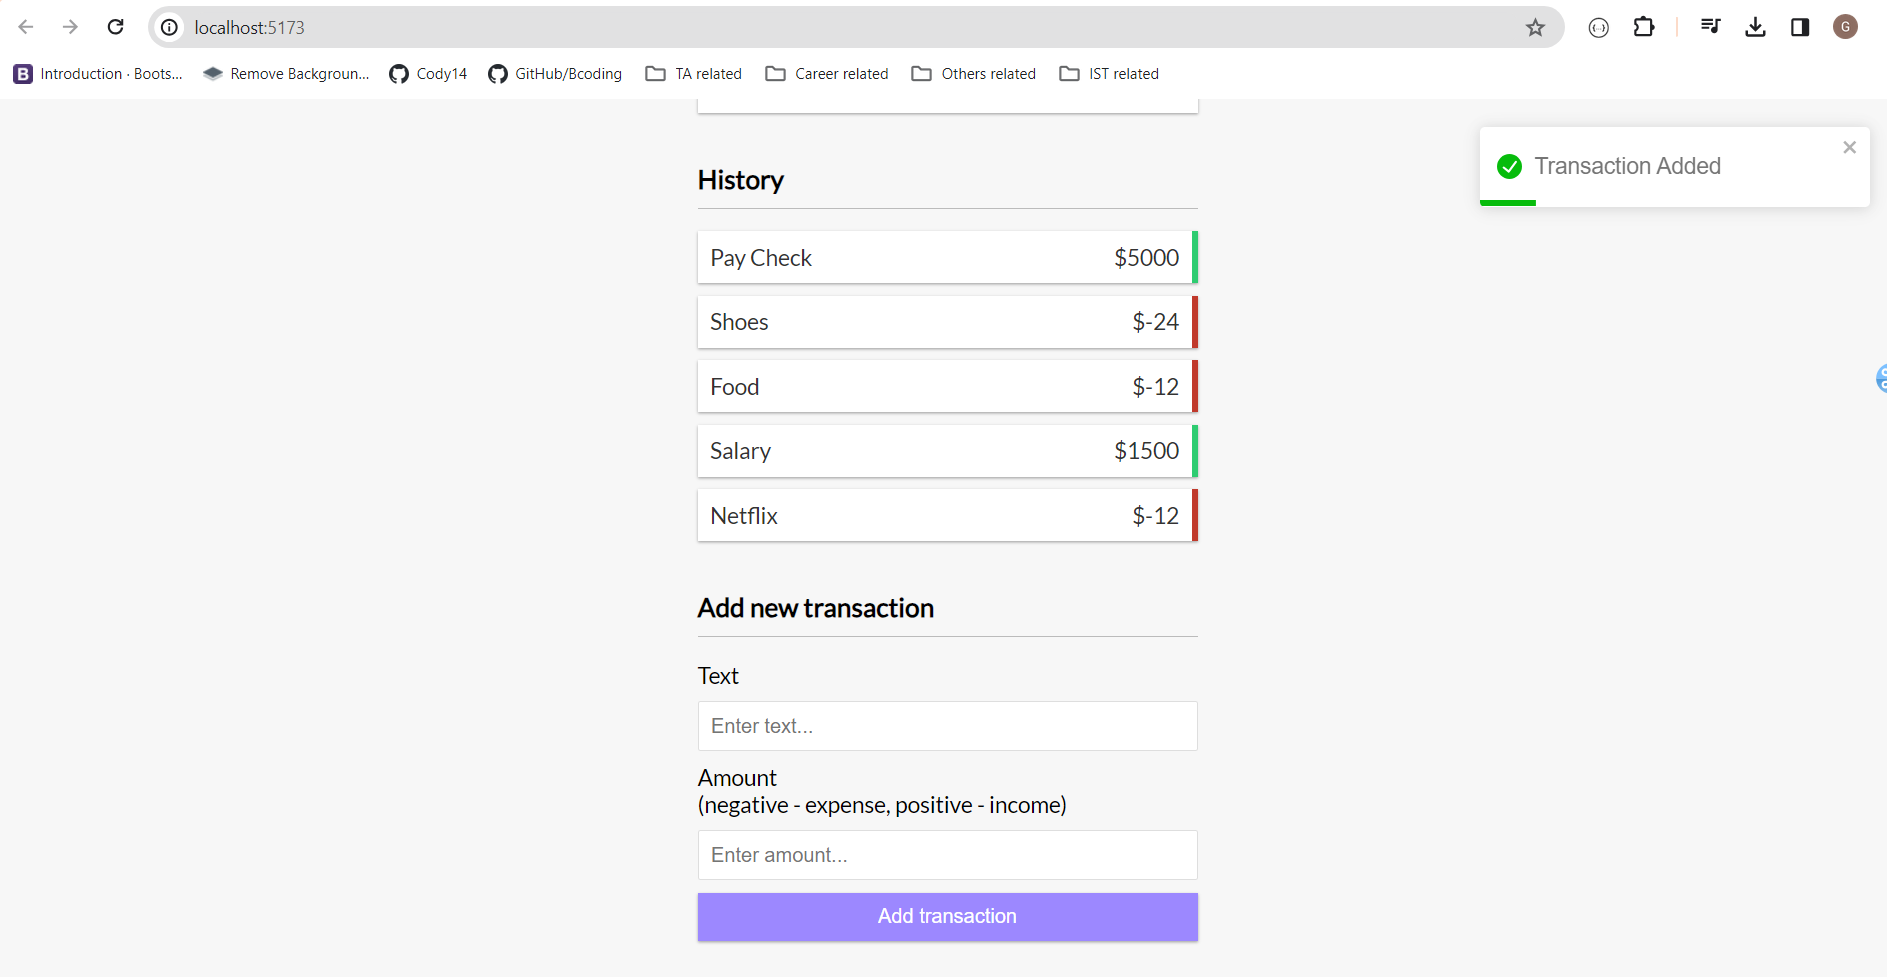 localhost:5173
Introduction · Boots... Remove Backgroun... Cody14 GitHub/Bcoding TA related Career related Others related IST related
G
Transaction Added
History
Pay Check $5000
Shoes $-24
Food $-12
Salary $1500
Netflix $-12
Add new transaction
Text
Enter text...
Amount
(negative - expense, positive - income)
Enter amount...
Add transaction